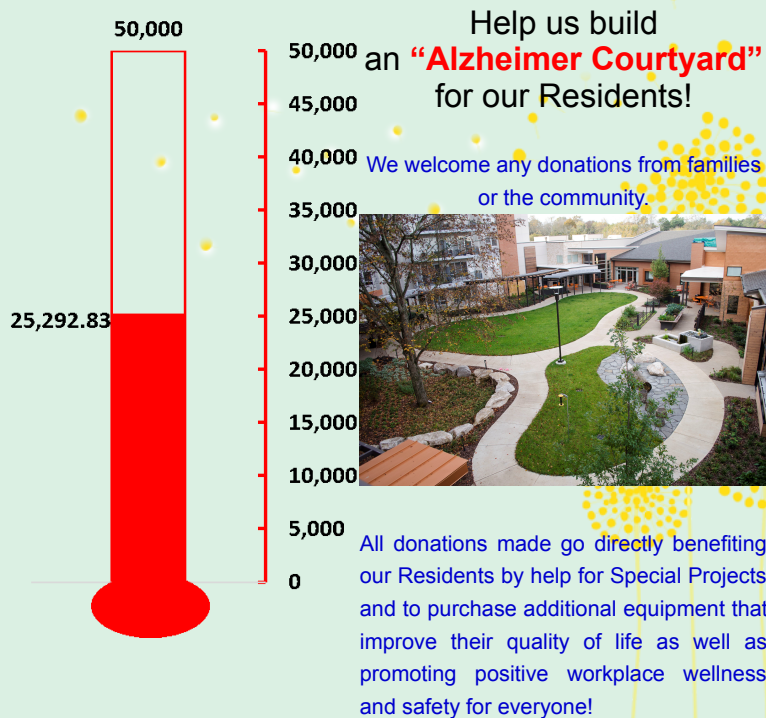 50,000
50,000
45,000
40,000
35,000
30,000
25,292.83
25,000
20,000
15,000
10,000
5,000
0
Help us build
an “Alzheimer Courtyard”
for our Residents!
We welcome any donations from families
or the community.
All donations made go directly benefiting
our Residents by help for Special Projects
and to purchase additional equipment that
improve their quality of life as well as
promoting positive workplace wellness
and safety for everyone!